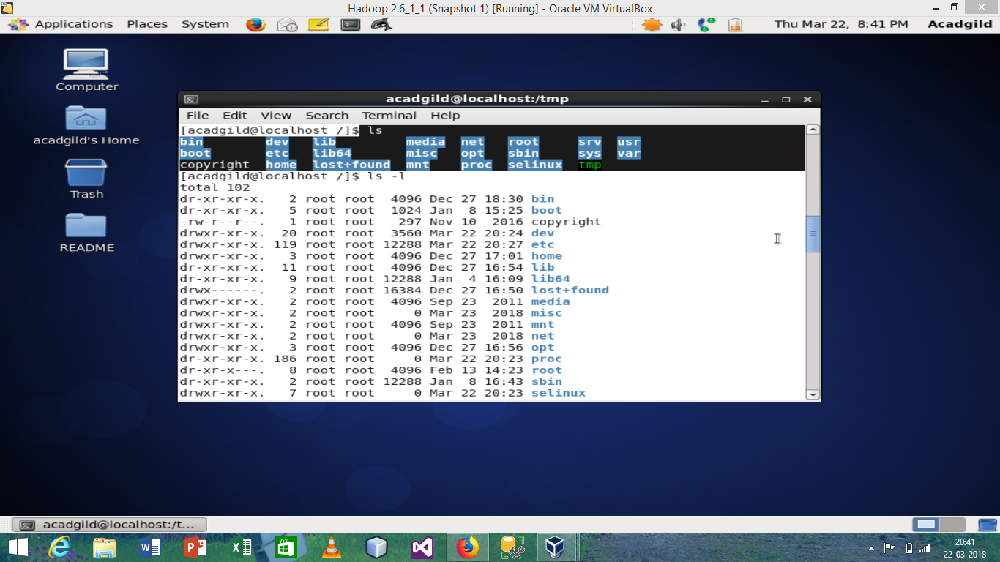 Hadoop 2.6_1_1 (Snapshot 1) [Running] - Oracle VM VirtualBox
Applications Places System Thu Mar 22, 8:41 PM Acadgild
Computer
acadgild's Home
Trash
README
acadgild@localhost:/tmp
File Edit View Search Terminal Help
[acadgild@localhost /]$ ls
bin dev lib media net root srv usr
boot etc lib64 misc opt sbin sys var
copyright home lost+found mnt proc selinux tmp
[acadgild@localhost /]$ ls -l
total 102
dr-xr-xr-x. 2 root root 4096 Dec 27 18:30 bin
dr-xr-xr-x. 5 root root 1024 Jan 8 15:25 boot
-rw-r--r--. 1 root root 297 Nov 10 2016 copyright
drwxr-xr-x. 20 root root 3560 Mar 22 20:24 dev
drwxr-xr-x. 119 root root 12288 Mar 22 20:27 etc
drwxr-xr-x. 3 root root 4096 Dec 27 17:01 home
dr-xr-xr-x. 11 root root 4096 Dec 27 16:54 lib
dr-xr-xr-x. 9 root root 12288 Jan 4 16:09 lib64
drwx------. 2 root root 16384 Dec 27 16:50 lost+found
drwxr-xr-x. 2 root root 4096 Sep 23 2011 media
drwxr-xr-x. 2 root root 0 Mar 23 2018 misc
drwxr-xr-x. 2 root root 4096 Sep 23 2011 mnt
drwxr-xr-x. 2 root root 0 Mar 23 2018 net
drwxr-xr-x. 3 root root 4096 Dec 27 16:56 opt
dr-xr-xr-x. 186 root root 0 Mar 22 20:23 proc
dr-xr-x---. 8 root root 4096 Feb 13 14:23 root
dr-xr-xr-x. 2 root root 12288 Jan 8 16:43 sbin
drwxr-xr-x. 7 root root 0 Mar 22 20:23 selinux
acadgild@localhost:/t...
20:41
22-03-2018